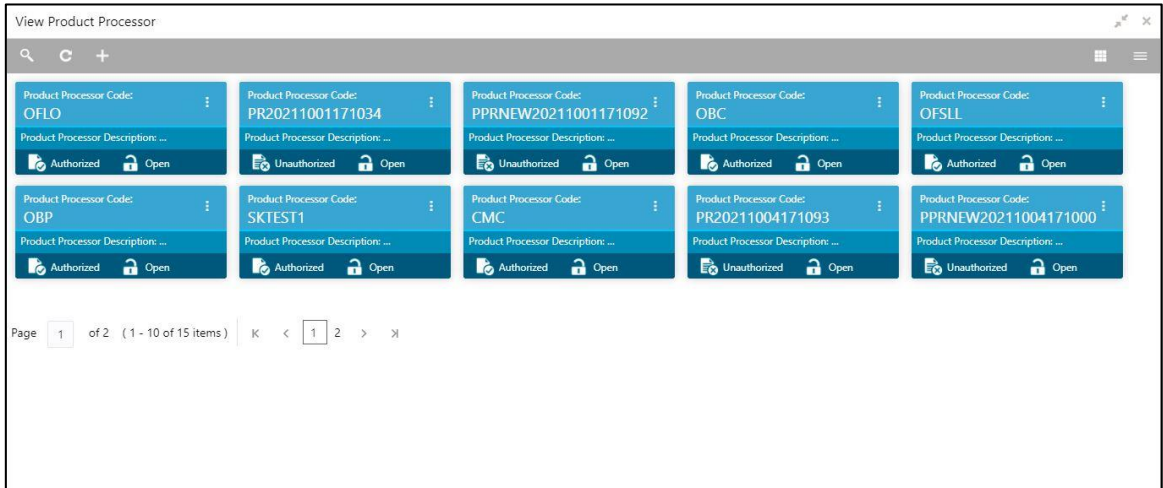 View Product Processor
Product Processor Code: Product Processor Code: Product Processor Code: Product Processor Code: Product Processor Code:
OFLO PR20211001171034 PPRNEW20211001171092 OBC OFSLL
Product Processor Description: ... Product Processor Description: ... Product Processor Description: ... Product Processor Description: ... Product Processor Description: ...
Authorized Open Unauthorized Open Unauthorized Open Authorized Open Authorized Open
Product Processor Code: Product Processor Code: Product Processor Code: Product Processor Code: Product Processor Code:
OBP SKTEST1 CMC PR20211004171093 PPRNEW20211004171000
Product Processor Description: ... Product Processor Description: ... Product Processor Description: ... Product Processor Description: ... Product Processor Description: ...
Authorized Open Authorized Open Authorized Open Unauthorized Open Unauthorized Open
Page 1 of 2 ( 1 - 10 of 15 items ) 1 2